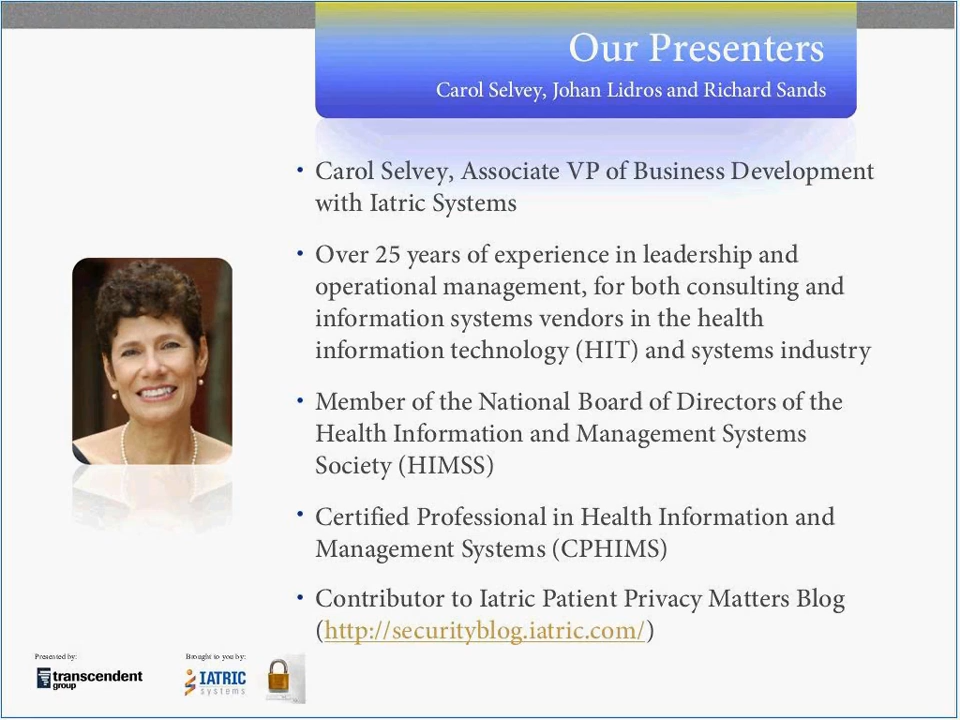 Our Presenters
Carol Selvey, Johan Lidros and Richard Sands
• Carol Selvey, Associate VP of Business Development
with Iatric Systems
• Over 25 years of experience in leadership and
operational management, for both consulting and
information systems vendors in the health
information technology (HIT) and systems industry
• Member of the National Board of Directors of the
Health Information and Management Systems
Society (HIMSS)
• Certified Professional in Health Information and
Management Systems (CPHIMS)
• Contributor to Iatric Patient Privacy Matters Blog
(http://securityblog.iatric.com/)
Presented by:
transcendent
group
Brought to you by:
IATRIC
systems